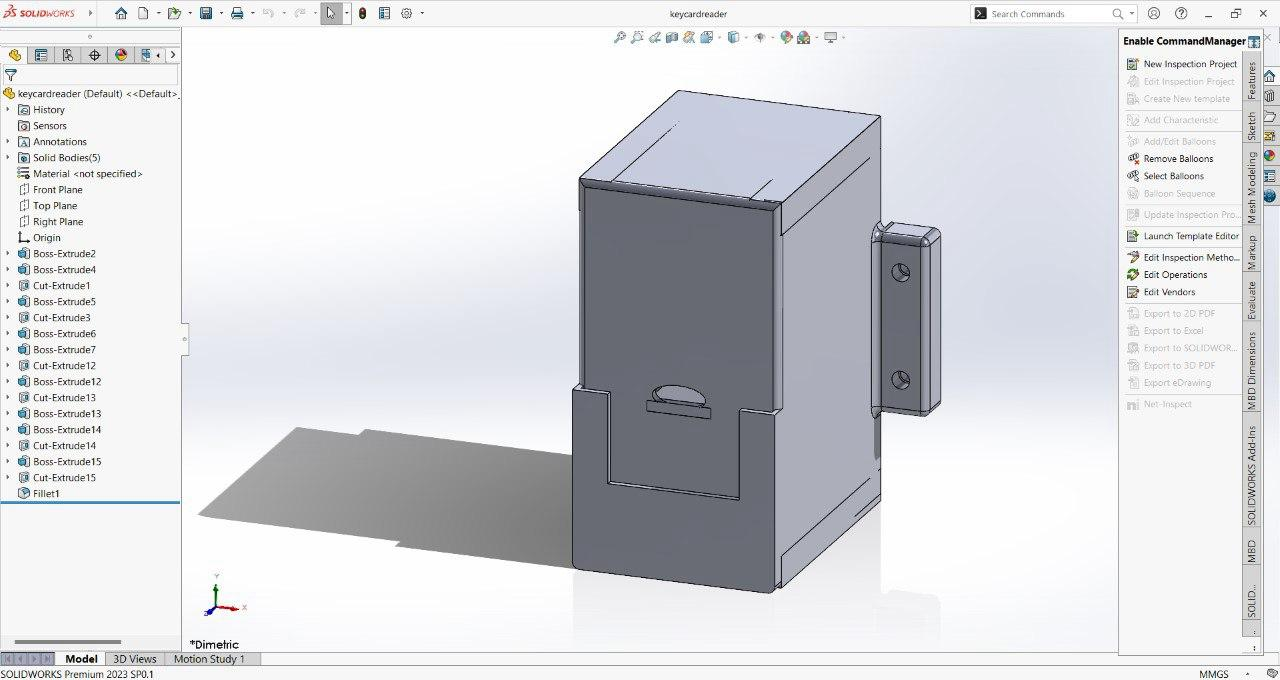 SOLIDWORKS
keycardreader
Search Commands
keycardreader (Default) <<Default>_
History
Sensors
Annotations
Solid Bodies(5)
Material <not specified>
Front Plane
Top Plane
Right Plane
Origin
Boss-Extrude2
Boss-Extrude4
Cut-Extrude1
Boss-Extrude5
Cut-Extrude3
Boss-Extrude6
Boss-Extrude7
Cut-Extrude12
Boss-Extrude12
Cut-Extrude13
Boss-Extrude13
Boss-Extrude14
Cut-Extrude14
Boss-Extrude15
Cut-Extrude15
Fillet1
Y
X
Z
*Dimetric
Enable CommandManager
New Inspection Project
Edit Inspection Project
Create New template
Add Characteristic
Add/Edit Balloons
Remove Balloons
Select Balloons
Balloon Sequence
Update Inspection Pro...
Launch Template Editor
Edit Inspection Metho...
Edit Operations
Edit Vendors
Export to 2D PDF
Export to Excel
Export to SOLIDWOR...
Export to 3D PDF
Export eDrawing
Net-Inspect
Features
Sketch
Mesh Modeling
Markup
Evaluate
MBD Dimensions
SOLIDWORKS Add-Ins
MBD
SOLID...
Model
3D Views
Motion Study 1
SOLIDWORKS Premium 2023 SP0.1
MMGS